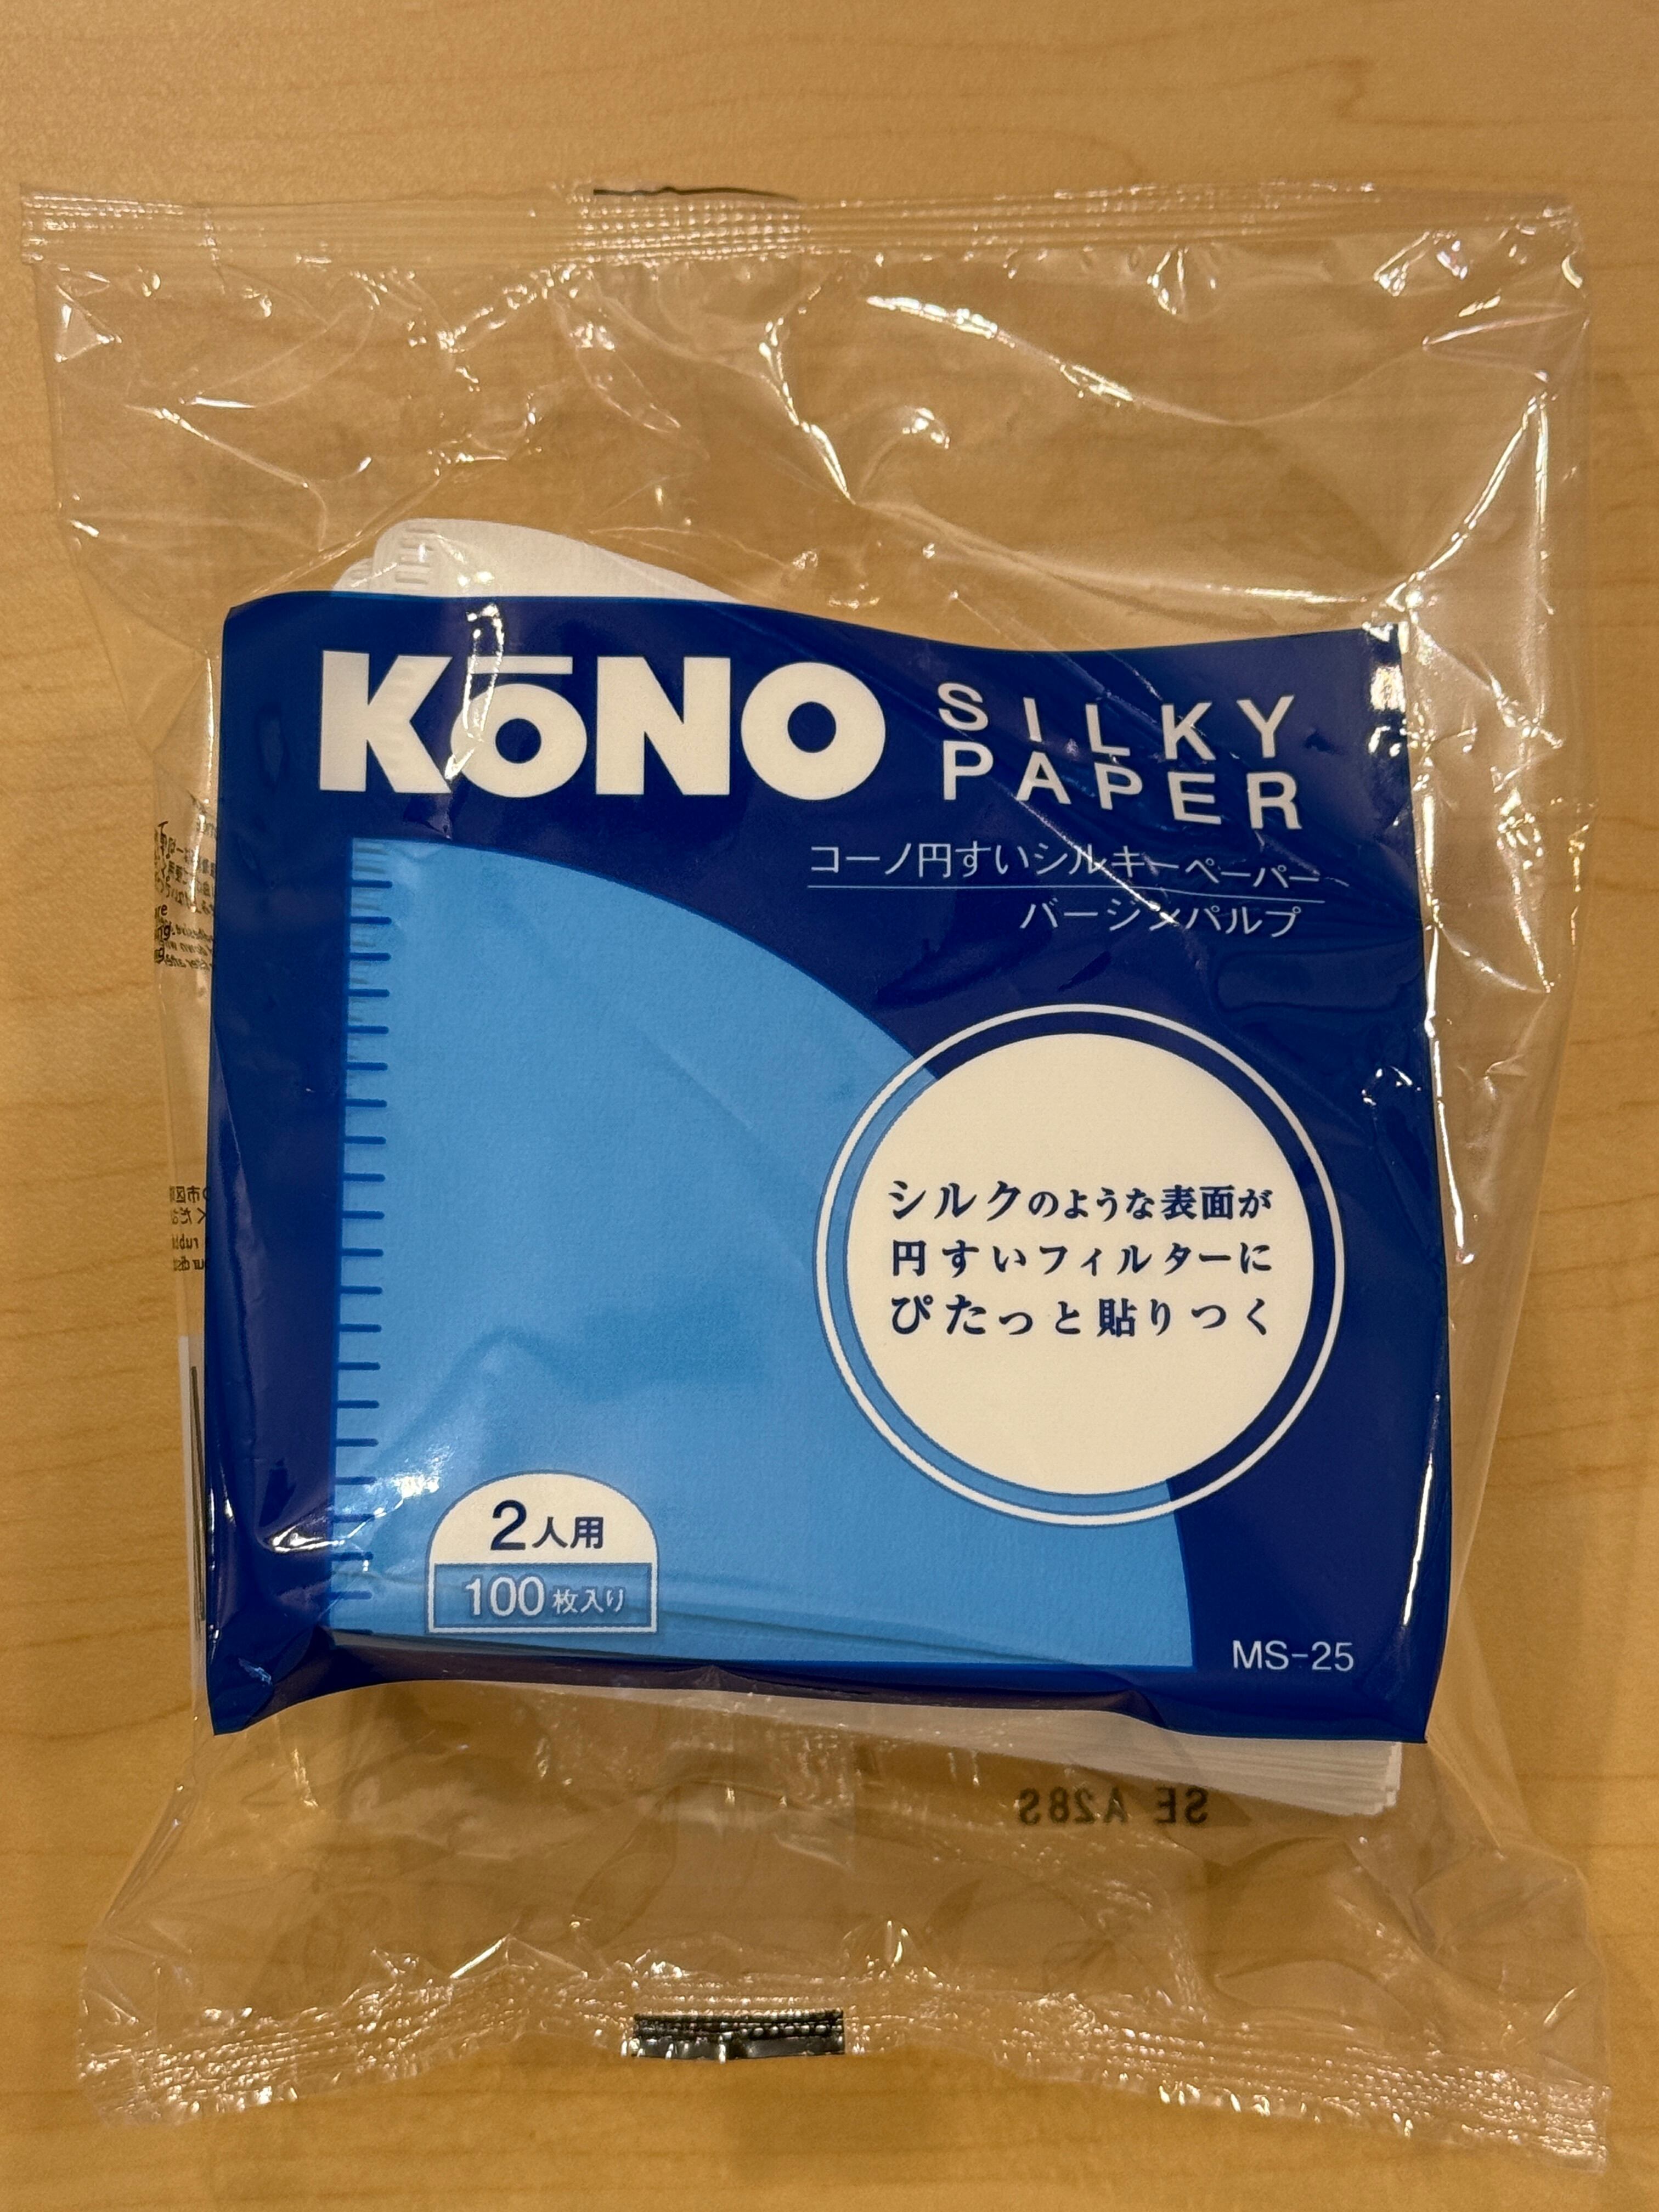 KōNO
SILKY
PAPER
コーノ円すいシルキーペーパー
バージンパルプ
シルクのような表面が
円すいフィルターに
ぴたっと貼りつく
2人用
100枚入り
MS-25
SE A28S